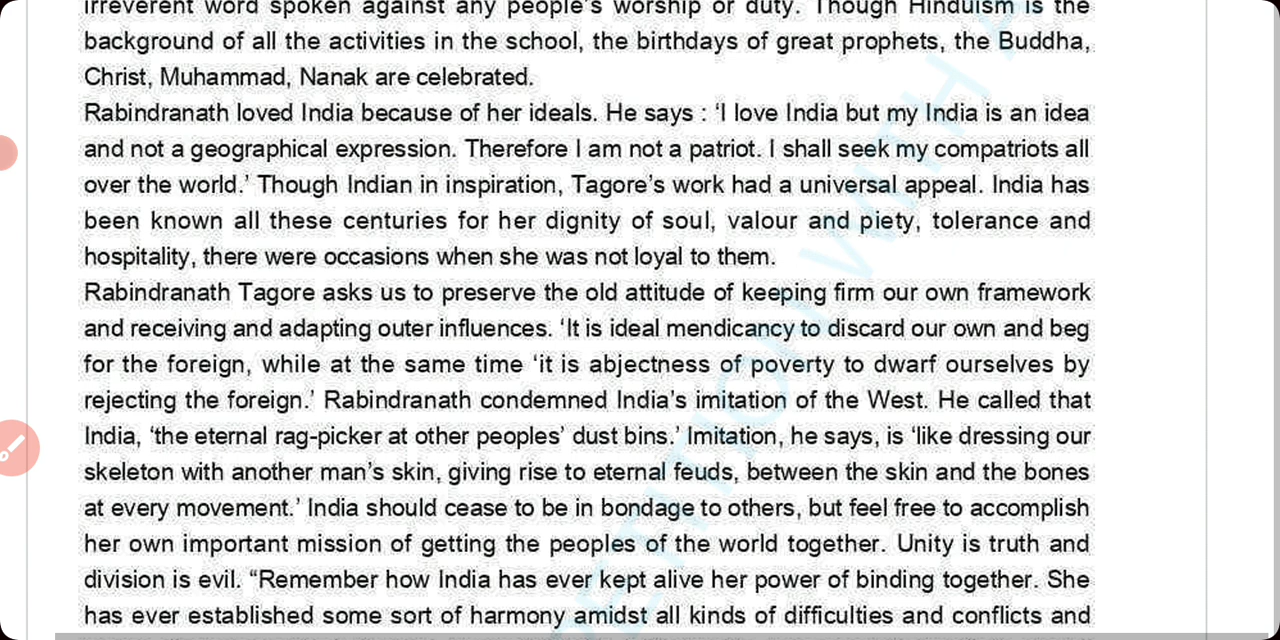 irreverent word spoken against any people's worship or duty. Though Hinduism is the
background of all the activities in the school, the birthdays of great prophets, the Buddha,
Christ, Muhammad, Nanak are celebrated.
Rabindranath loved India because of her ideals. He says : ‘I love India but my India is an idea
and not a geographical expression. Therefore I am not a patriot. I shall seek my compatriots all
over the world.’ Though Indian in inspiration, Tagore’s work had a universal appeal. India has
been known all these centuries for her dignity of soul, valour and piety, tolerance and
hospitality, there were occasions when she was not loyal to them.
Rabindranath Tagore asks us to preserve the old attitude of keeping firm our own framework
and receiving and adapting outer influences. ‘It is ideal mendicancy to discard our own and beg
for the foreign, while at the same time ‘it is abjectness of poverty to dwarf ourselves by
rejecting the foreign.’ Rabindranath condemned India’s imitation of the West. He called that
India, ‘the eternal rag-picker at other peoples’ dust bins.’ Imitation, he says, is ‘like dressing our
skeleton with another man’s skin, giving rise to eternal feuds, between the skin and the bones
at every movement.’ India should cease to be in bondage to others, but feel free to accomplish
her own important mission of getting the peoples of the world together. Unity is truth and
division is evil. “Remember how India has ever kept alive her power of binding together. She
has ever established some sort of harmony amidst all kinds of difficulties and conflicts and